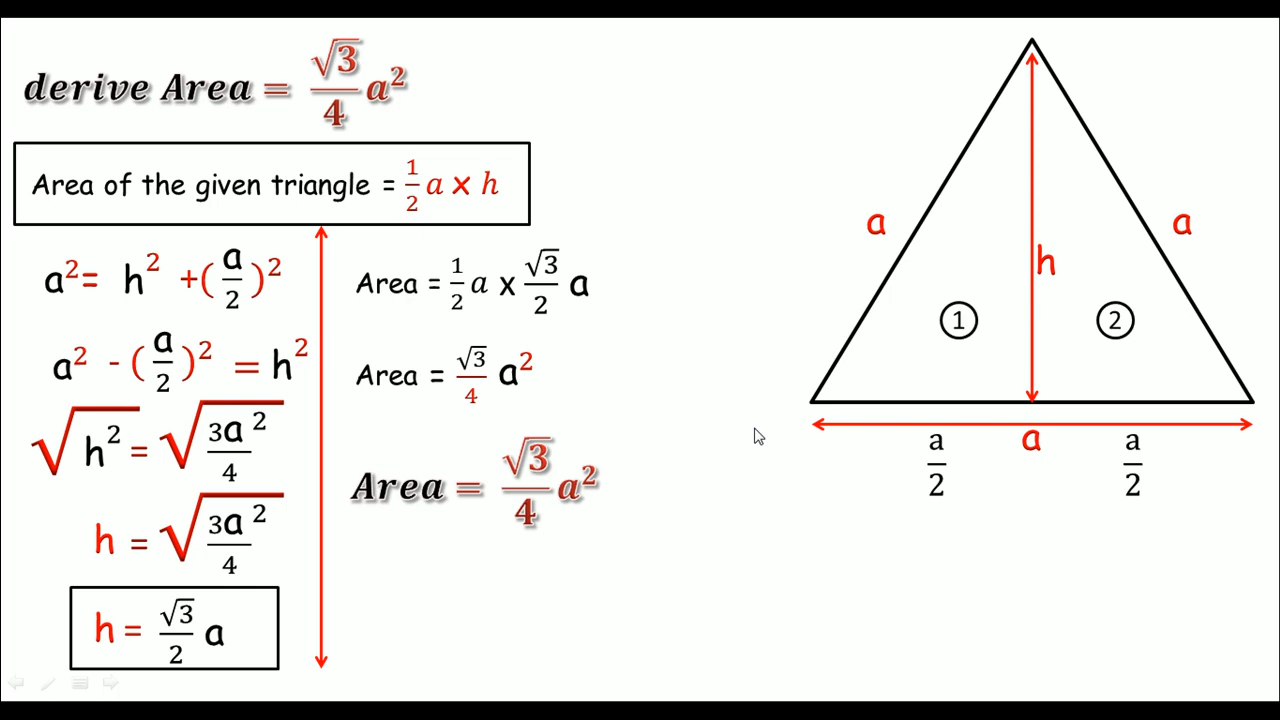 derive Area = √3/4 a²
Area of the given triangle = 1/2 a × h
a² = h² + (a/2)²
a² - (a/2)² = h²
√h² = √3a²/4
h = √3a²/4
h = √3/2 a
Area = 1/2 a x √3/2 a
Area = √3/4 a²
Area = √3/4 a²
a
a
h
1
2
a/2
a
a/2